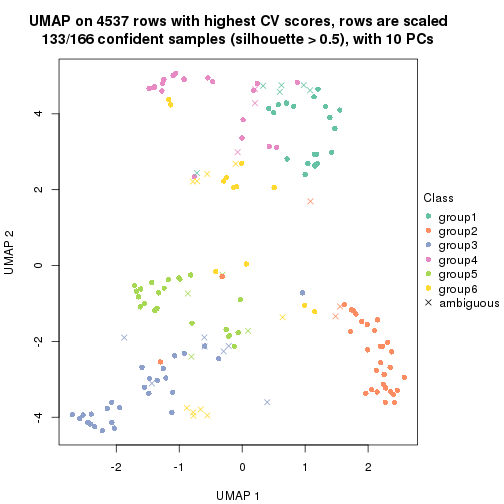 UMAP on 4537 rows with highest CV scores, rows are scaled
133/166 confident samples (silhouette > 0.5), with 10 PCs
4
2
0
-2
-4
UMAP 2
-2
-1
0
1
2
UMAP 1
Class
group1
group2
group3
group4
group5
group6
ambiguous